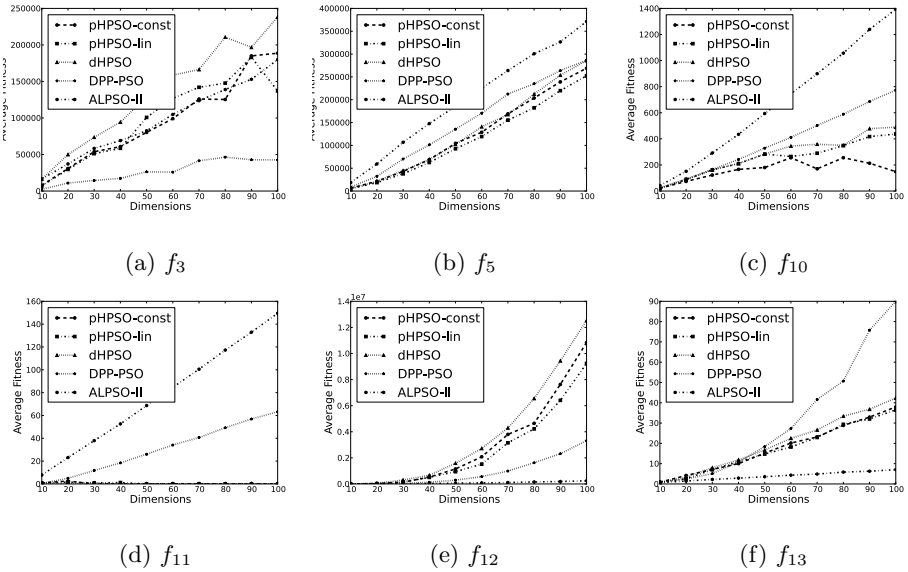 250000
200000
150000
100000
50000
0
10 20 30 40 50 60 70 80 90 100
Dimensions
Average Fitness
pHPSO-const
pHPSO-lin
dHPSO
DPP-PSO
ALPSO-II
(a) f3
400000
350000
300000
250000
200000
150000
100000
50000
0
10 20 30 40 50 60 70 80 90 100
Dimensions
Average Fitness
pHPSO-const
pHPSO-lin
dHPSO
DPP-PSO
ALPSO-II
(b) f5
1400
1200
1000
800
600
400
200
0
10 20 30 40 50 60 70 80 90 100
Dimensions
Average Fitness
pHPSO-const
pHPSO-lin
dHPSO
DPP-PSO
ALPSO-II
(c) f10
160
140
120
100
80
60
40
20
0
10 20 30 40 50 60 70 80 90 100
Dimensions
Average Fitness
pHPSO-const
pHPSO-lin
dHPSO
DPP-PSO
ALPSO-II
(d) f11
1e7
1.4
1.2
1.0
0.8
0.6
0.4
0.2
0.0
10 20 30 40 50 60 70 80 90 100
Dimensions
Average Fitness
pHPSO-const
pHPSO-lin
dHPSO
DPP-PSO
ALPSO-II
(e) f12
90
80
70
60
50
40
30
20
10
0
10 20 30 40 50 60 70 80 90 100
Dimensions
Average Fitness
pHPSO-const
pHPSO-lin
dHPSO
DPP-PSO
ALPSO-II
(f) f13